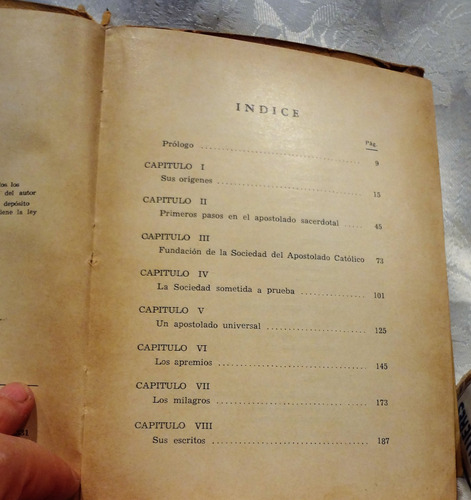 os los
del autor
depósito
iene la ley
INDICE
Pág.
Prólogo 9
CAPITULO I
Sus orígenes 15
CAPITULO II
Primeros pasos en el apostolado sacerdotal 45
CAPITULO III
Fundación de la Sociedad del Apostolado Católico 73
CAPITULO IV
La Sociedad sometida a prueba 101
CAPITULO V
Un apostolado universal 125
CAPITULO VI
Los apremios 145
CAPITULO VII
Los milagros 173
CAPITULO VIII
Sus escritos 187